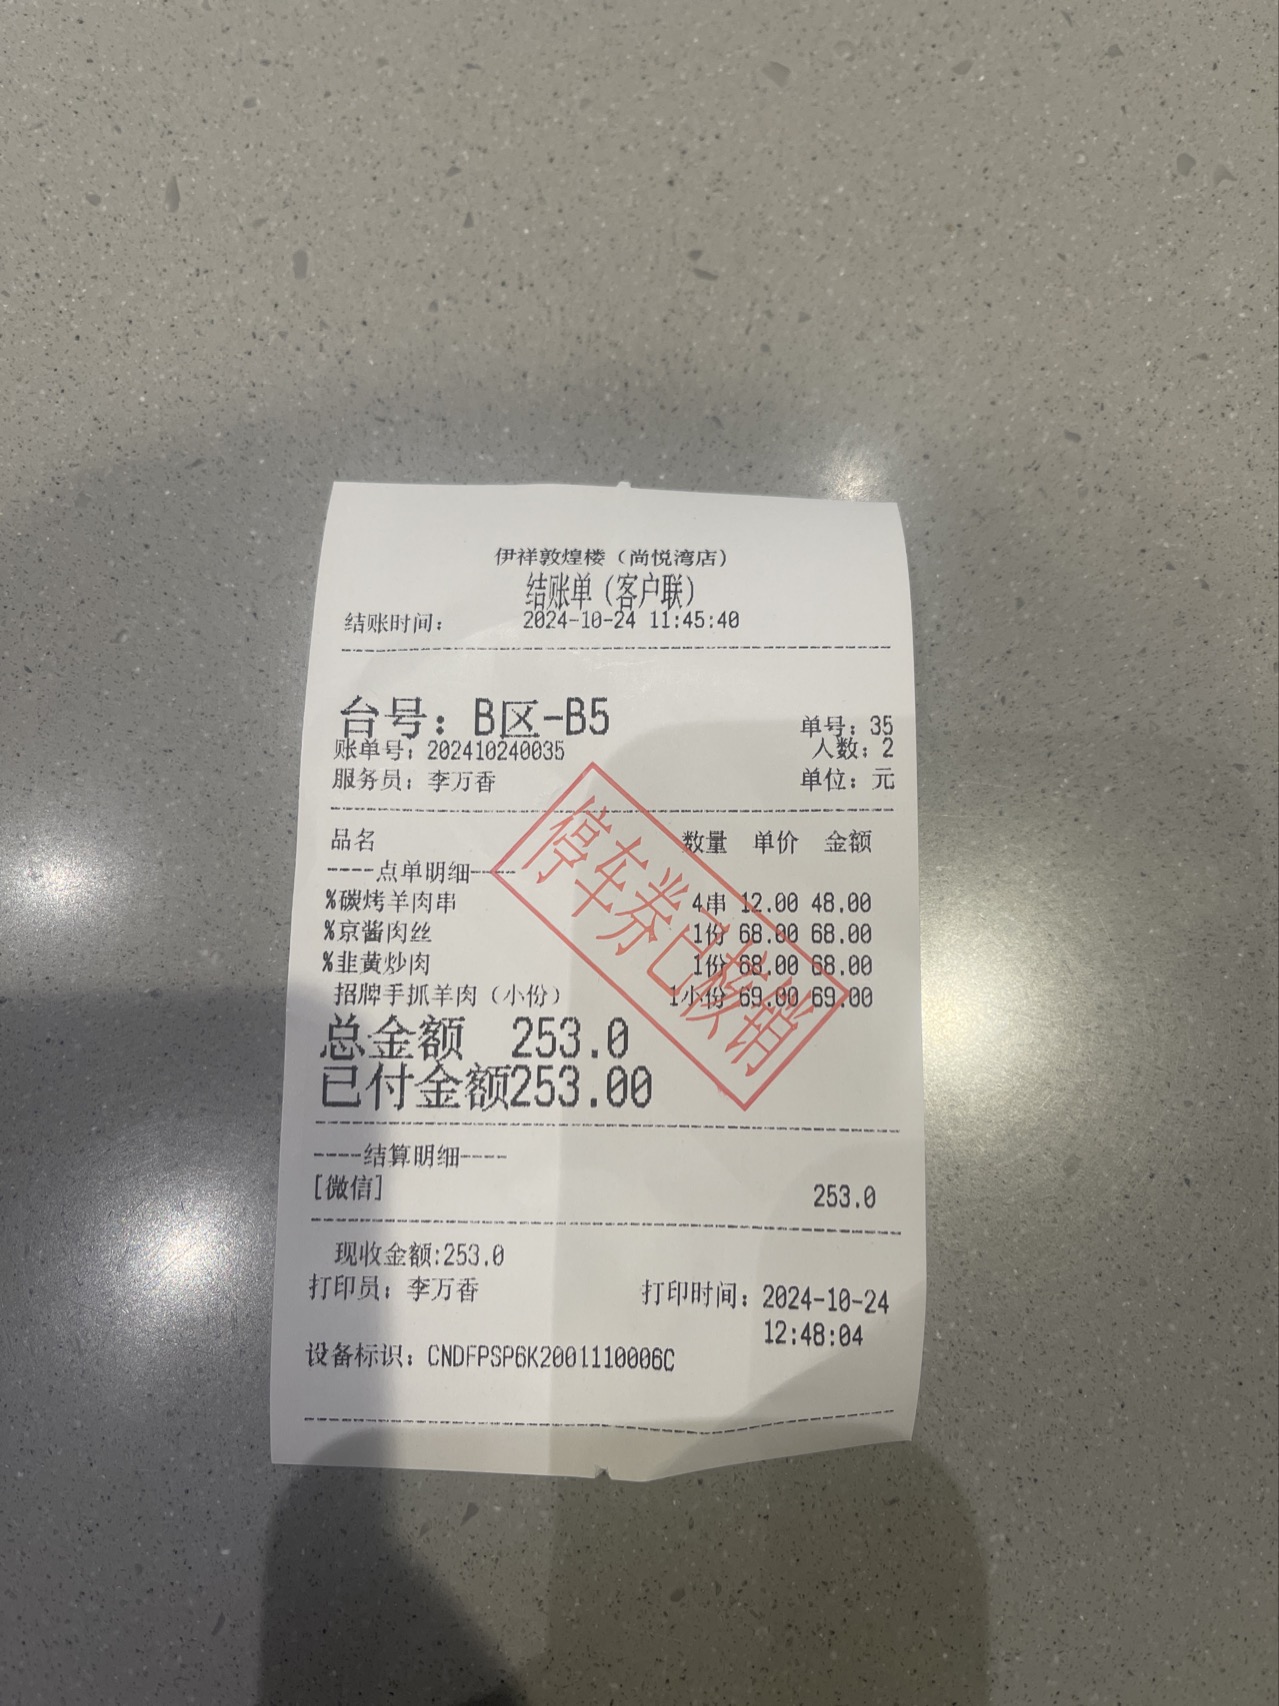 伊祥敦煌楼（尚悦湾店）
结账单（客户联）
结账时间： 2024-10-24 11:45:40
台号：B区-B5 单号：35
账单号：202410240035 人数：2
服务员：李万香 单位：元
品名 数量 单价 金额
----点单明细----
%碳烤羊肉串 4串 12.00 48.00
%京酱肉丝 1份 68.00 68.00
%韭黄炒肉 1份 68.00 68.00
招牌手抓羊肉（小份） 1小份 69.00 69.00
停车券已核销
总金额 253.0
已付金额253.00
----结算明细----
[微信] 253.0
现收金额:253.0
打印员：李万香 打印时间：2024-10-24
12:48:04
设备标识：CNDFPSP6K2001110006C